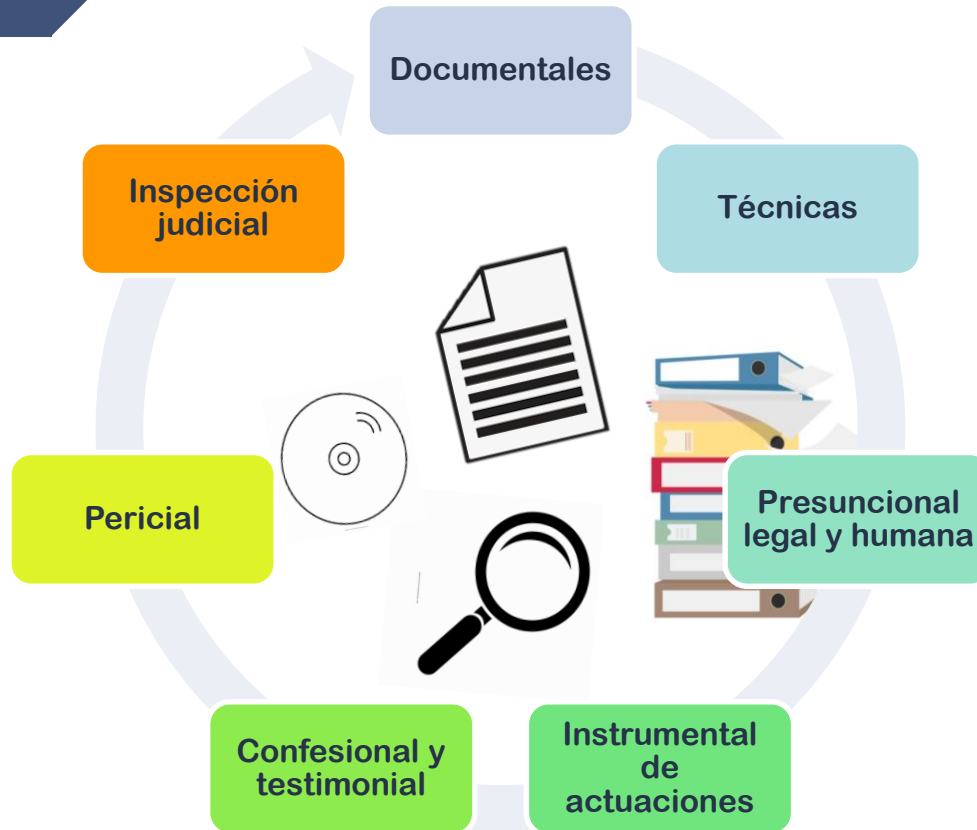 Documentales
Técnicas
Presuncional
legal y humana
Instrumental
de
actuaciones
Confesional y
testimonial
Pericial
Inspección
judicial